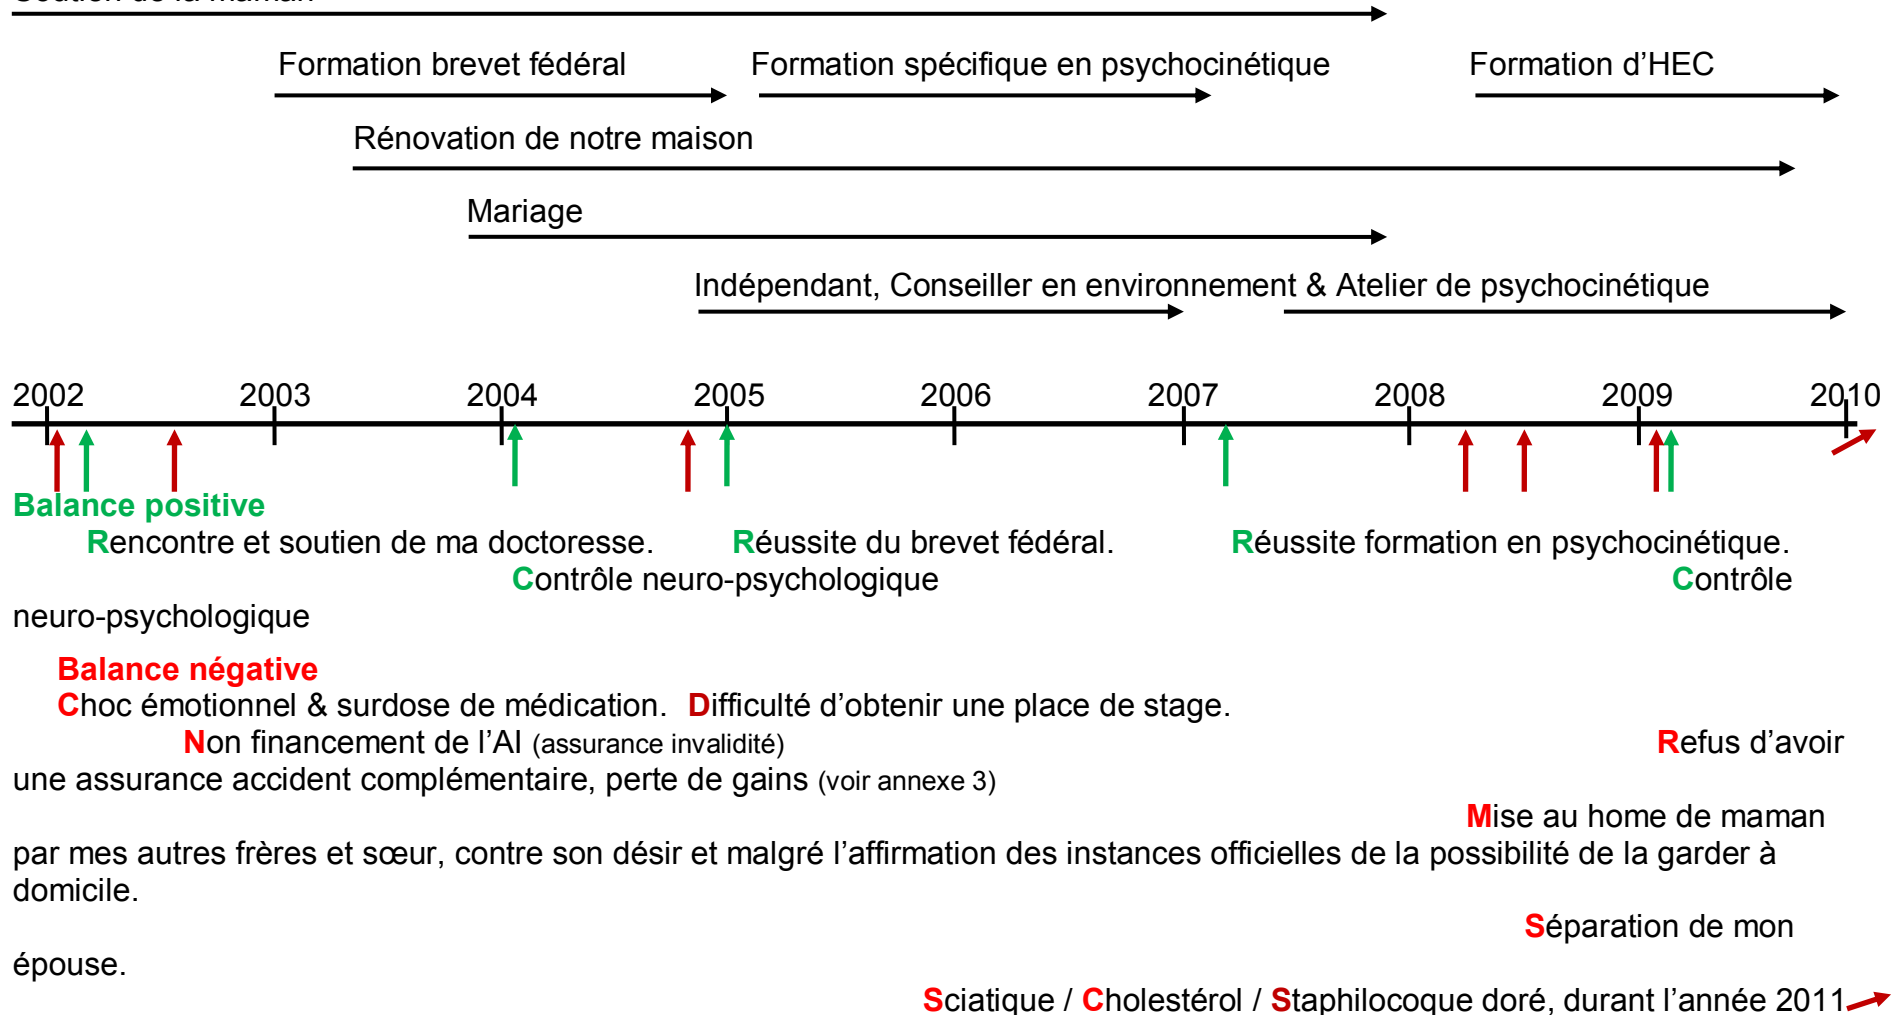 Soutien de la maman
Formation brevet fédéral Formation spécifique en psychocinétique Formation d’HEC
Rénovation de notre maison
Mariage
Indépendant, Conseiller en environnement & Atelier de psychocinétique
2002 2003 2004 2005 2006 2007 2008 2009 2010
Balance positive
Rencontre et soutien de ma doctoresse. Réussite du brevet fédéral. Réussite formation en psychocinétique.
Contrôle neuro-psychologique Contrôle
neuro-psychologique
Balance négative
Choc émotionnel & surdose de médication. Difficulté d’obtenir une place de stage.
Non financement de l’AI (assurance invalidité) Refus d’avoir
une assurance accident complémentaire, perte de gains (voir annexe 3)
Mise au home de maman
par mes autres frères et sœur, contre son désir et malgré l’affirmation des instances officielles de la possibilité de la garder à
domicile.
Séparation de mon
épouse.
Sciatique / Cholestérol / Staphilocoque doré, durant l’année 2011